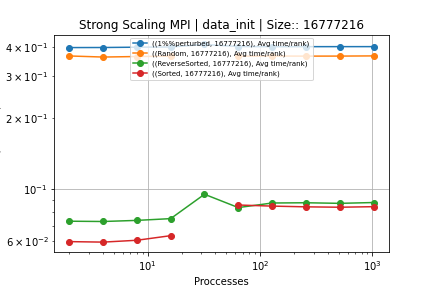 Strong Scaling MPI | data_init | Size:: 16777216
4 × 10⁻¹
3 × 10⁻¹
2 × 10⁻¹
10⁻¹
6 × 10⁻²
((1%%perturbed, 16777216), Avg time/rank)
((Random, 16777216), Avg time/rank)
((ReverseSorted, 16777216), Avg time/rank)
((Sorted, 16777216), Avg time/rank)
10¹ 10² 10³
Proccesses